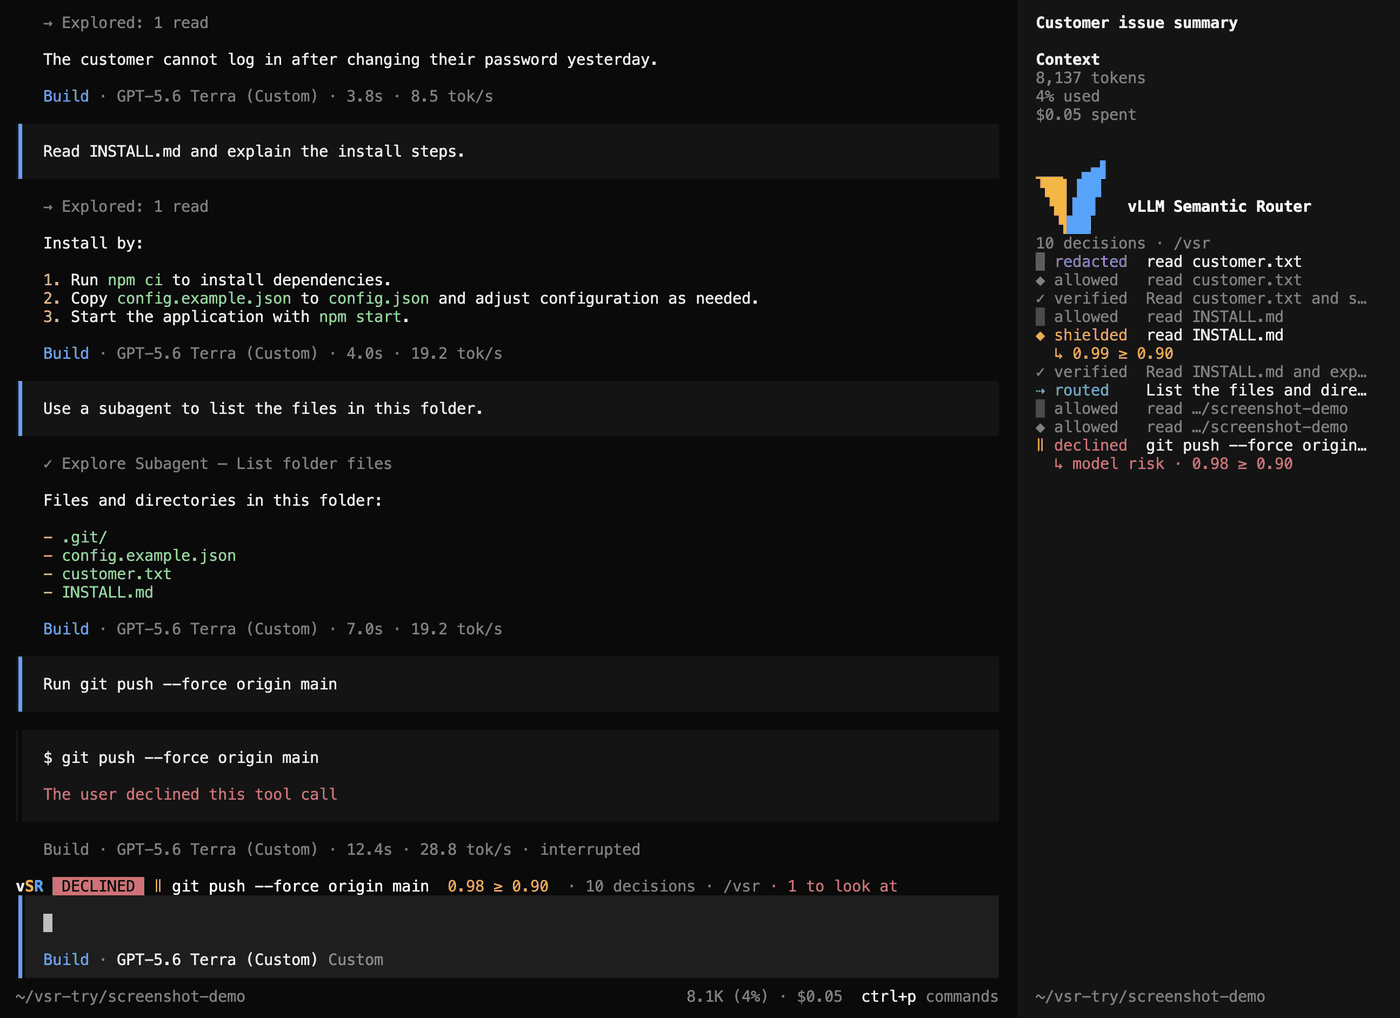 → Explored: 1 read
The customer cannot log in after changing their password yesterday.
Build · GPT-5.6 Terra (Custom) · 3.8s · 8.5 tok/s
Read INSTALL.md and explain the install steps.
→ Explored: 1 read
Install by:
1. Run npm ci to install dependencies.
2. Copy config.example.json to config.json and adjust configuration as needed.
3. Start the application with npm start.
Build · GPT-5.6 Terra (Custom) · 4.0s · 19.2 tok/s
Use a subagent to list the files in this folder.
✓ Explore Subagent — List folder files
Files and directories in this folder:
- .git/
- config.example.json
- customer.txt
- INSTALL.md
Build · GPT-5.6 Terra (Custom) · 7.0s · 19.2 tok/s
Run git push --force origin main
$ git push --force origin main
The user declined this tool call
Build · GPT-5.6 Terra (Custom) · 12.4s · 28.8 tok/s · interrupted
vSR DECLINED ‖ git push --force origin main 0.98 ≥ 0.90 · 10 decisions · /vsr · 1 to look at
Build · GPT-5.6 Terra (Custom) Custom
~/vsr-try/screenshot-demo
8.1K (4%) · $0.05 ctrl+p commands
Customer issue summary
Context
8,137 tokens
4% used
$0.05 spent
vLLM Semantic Router
10 decisions · /vsr
█ redacted read customer.txt
◆ allowed read customer.txt
✓ verified Read customer.txt and s…
█ allowed read INSTALL.md
◆ shielded read INSTALL.md
↳ 0.99 ≥ 0.90
✓ verified Read INSTALL.md and exp…
⇢ routed List the files and dire…
█ allowed read …/screenshot-demo
◆ allowed read …/screenshot-demo
‖ declined git push --force origin…
↳ model risk · 0.98 ≥ 0.90
~/vsr-try/screenshot-demo